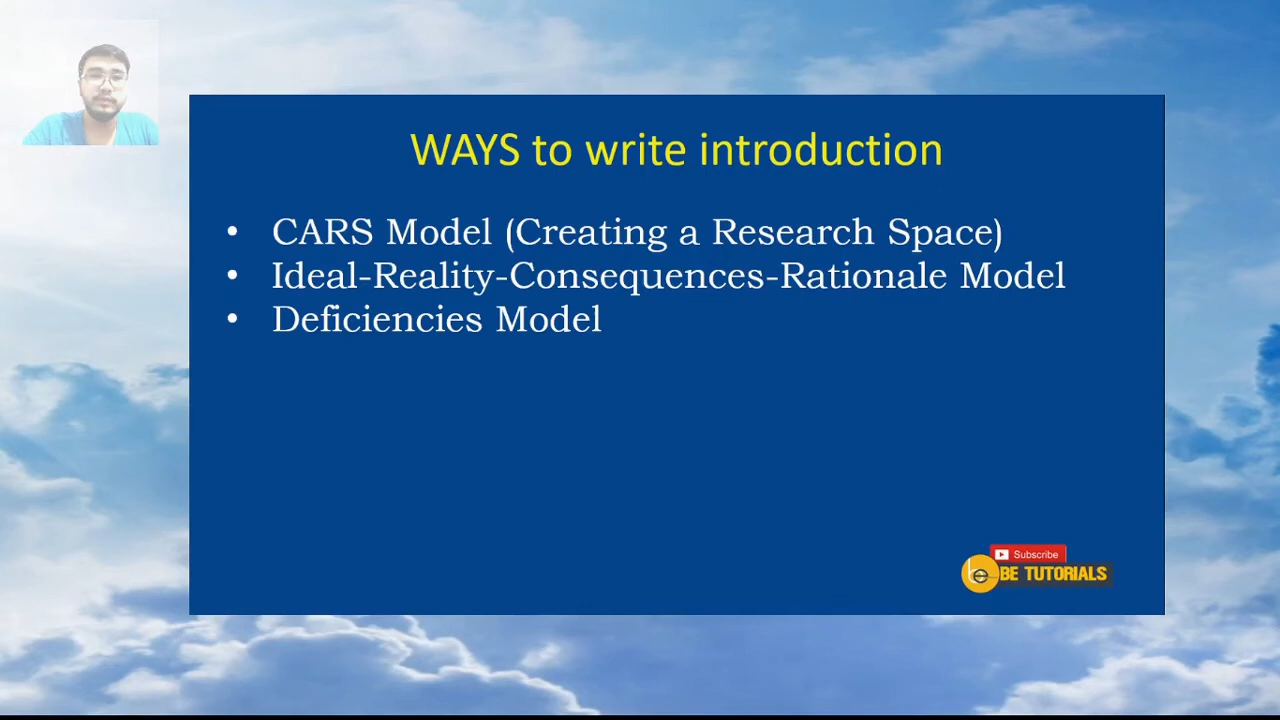 WAYS to write introduction
• CARS Model (Creating a Research Space)
• Ideal-Reality-Consequences-Rationale Model
• Deficiencies Model
Subscribe
be BE TUTORIALS